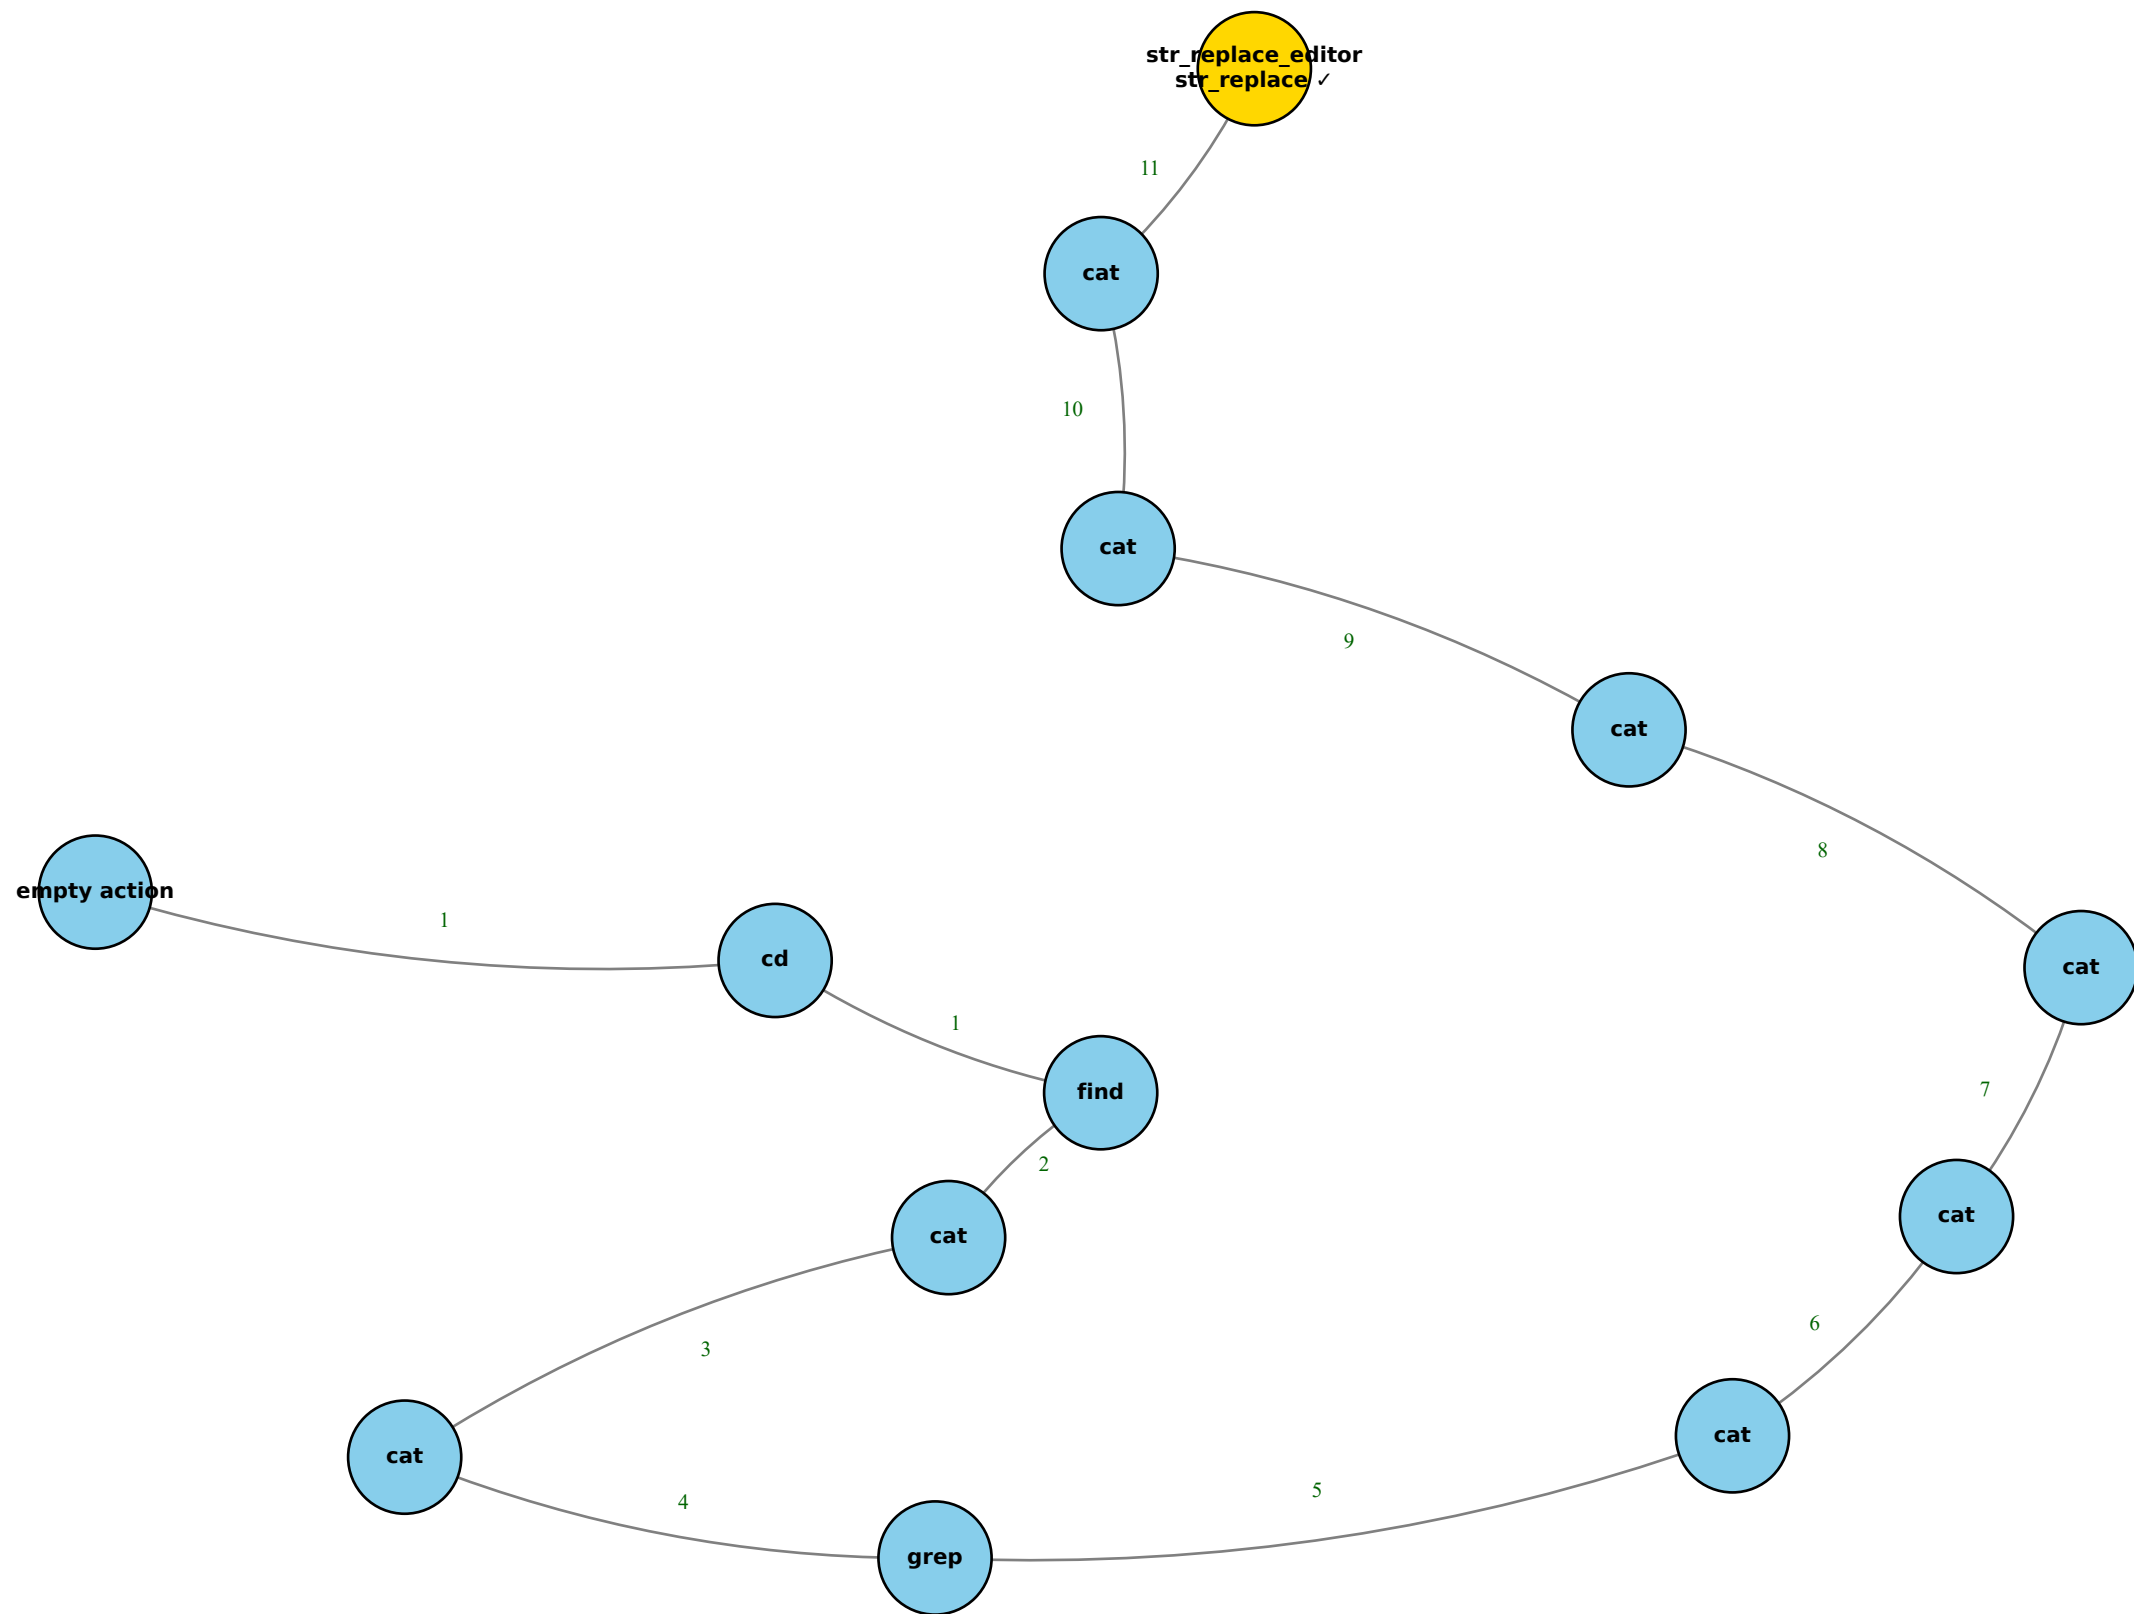 str_replace_editor
str_replace ✓
11
cat
10
cat
9
cat
8
empty action
1
cd
cat
1
7
find
2
cat
cat
6
3
cat
cat
5
4
grep